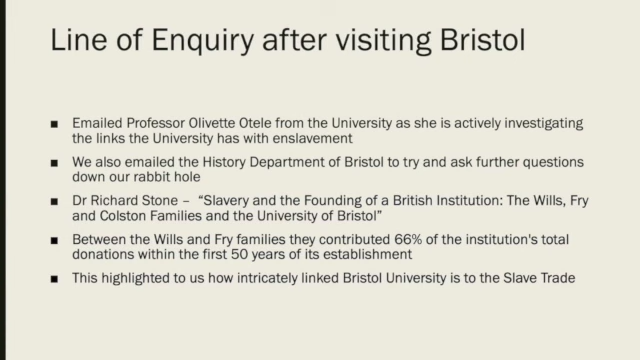 Line of Enquiry after visiting Bristol
■ Emailed Professor Olivette Otele from the University as she is actively investigating
the links the University has with enslavement
■ We also emailed the History Department of Bristol to try and ask further questions
down our rabbit hole
■ Dr Richard Stone – “Slavery and the Founding of a British Institution: The Wills, Fry
and Colston Families and the University of Bristol”
■ Between the Wills and Fry families they contributed 66% of the institution's total
donations within the first 50 years of its establishment
■ This highlighted to us how intricately linked Bristol University is to the Slave Trade